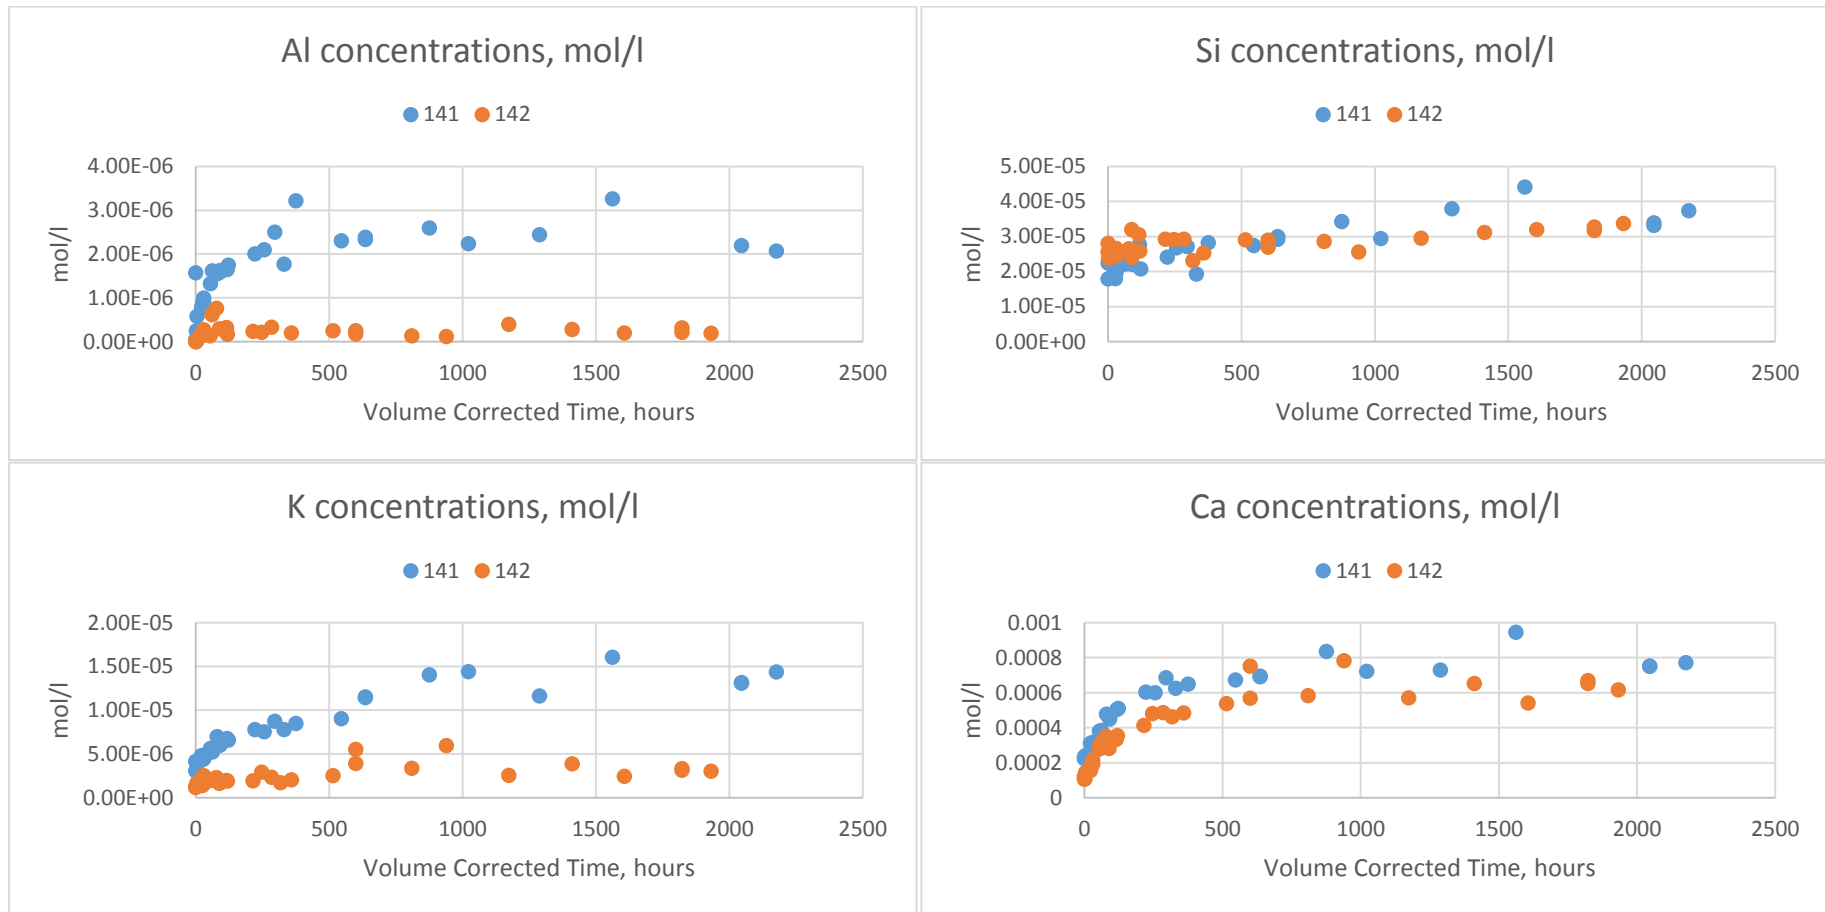 Al concentrations, mol/l
141 142
4.00E-06
3.00E-06
2.00E-06
1.00E-06
0.00E+00
mol/l
0 500 1000 1500 2000 2500
Volume Corrected Time, hours
Si concentrations, mol/l
141 142
5.00E-05
4.00E-05
3.00E-05
2.00E-05
1.00E-05
0.00E+00
mol/l
0 500 1000 1500 2000 2500
Volume Corrected Time, hours
K concentrations, mol/l
141 142
2.00E-05
1.50E-05
1.00E-05
5.00E-06
0.00E+00
mol/l
0 500 1000 1500 2000 2500
Volume Corrected Time, hours
Ca concentrations, mol/l
141 142
0.001
0.0008
0.0006
0.0004
0.0002
0
mol/l
0 500 1000 1500 2000 2500
Volume Corrected Time, hours